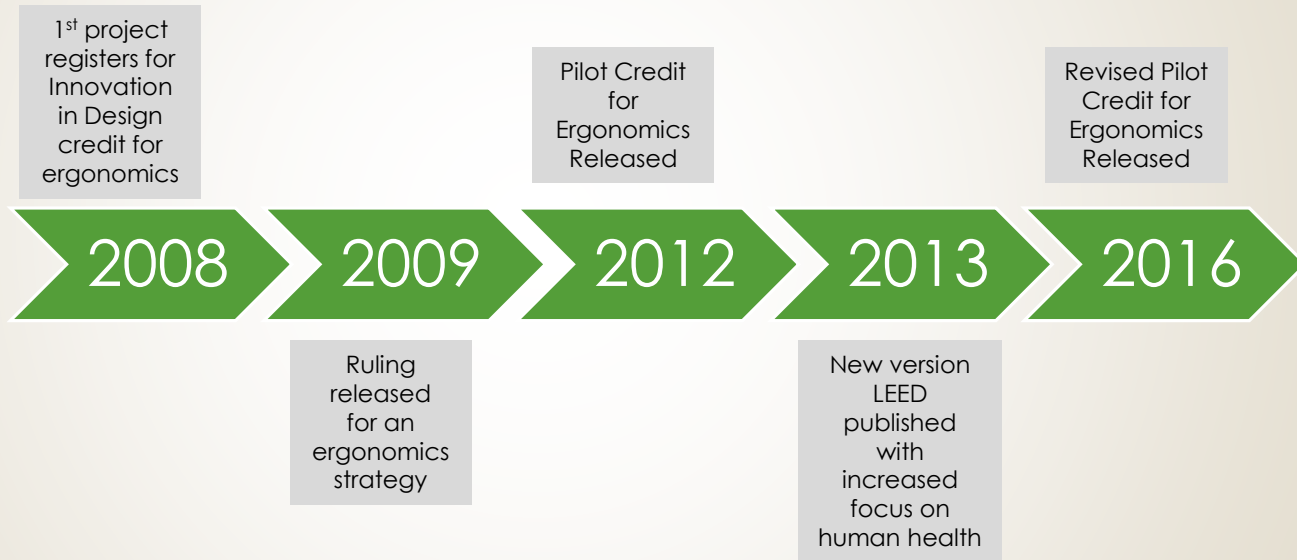 1st project
registers for
Innovation
in Design
credit for
ergonomics
Pilot Credit
for
Ergonomics
Released
Revised Pilot
Credit for
Ergonomics
Released
2008
2009
2012
2013
2016
Ruling
released
for an
ergonomics
strategy
New version
LEED
published
with
increased
focus on
human health